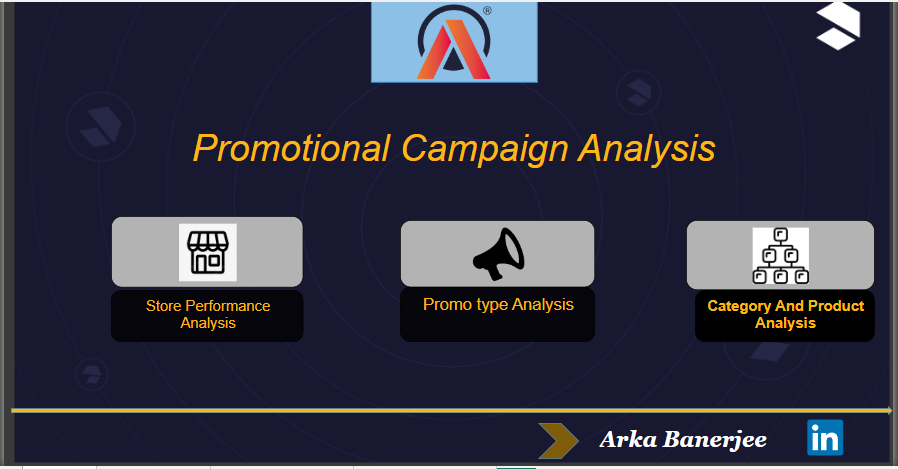 ®
Promotional Campaign Analysis
Store Performance
Analysis
Promo type Analysis
Category And Product
Analysis
Arka Banerjee
in